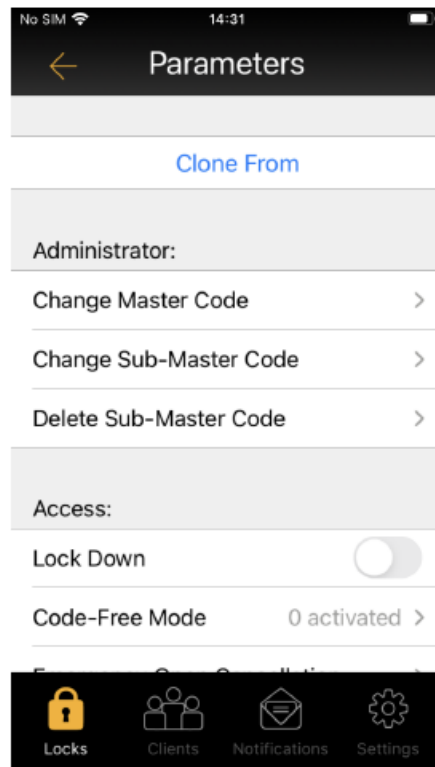 No SIM 14:31
Parameters
Clone From
Administrator:
Change Master Code
Change Sub-Master Code
Delete Sub-Master Code
Access:
Lock Down
Code-Free Mode 0 activated
Locks Clients Notifications Settings